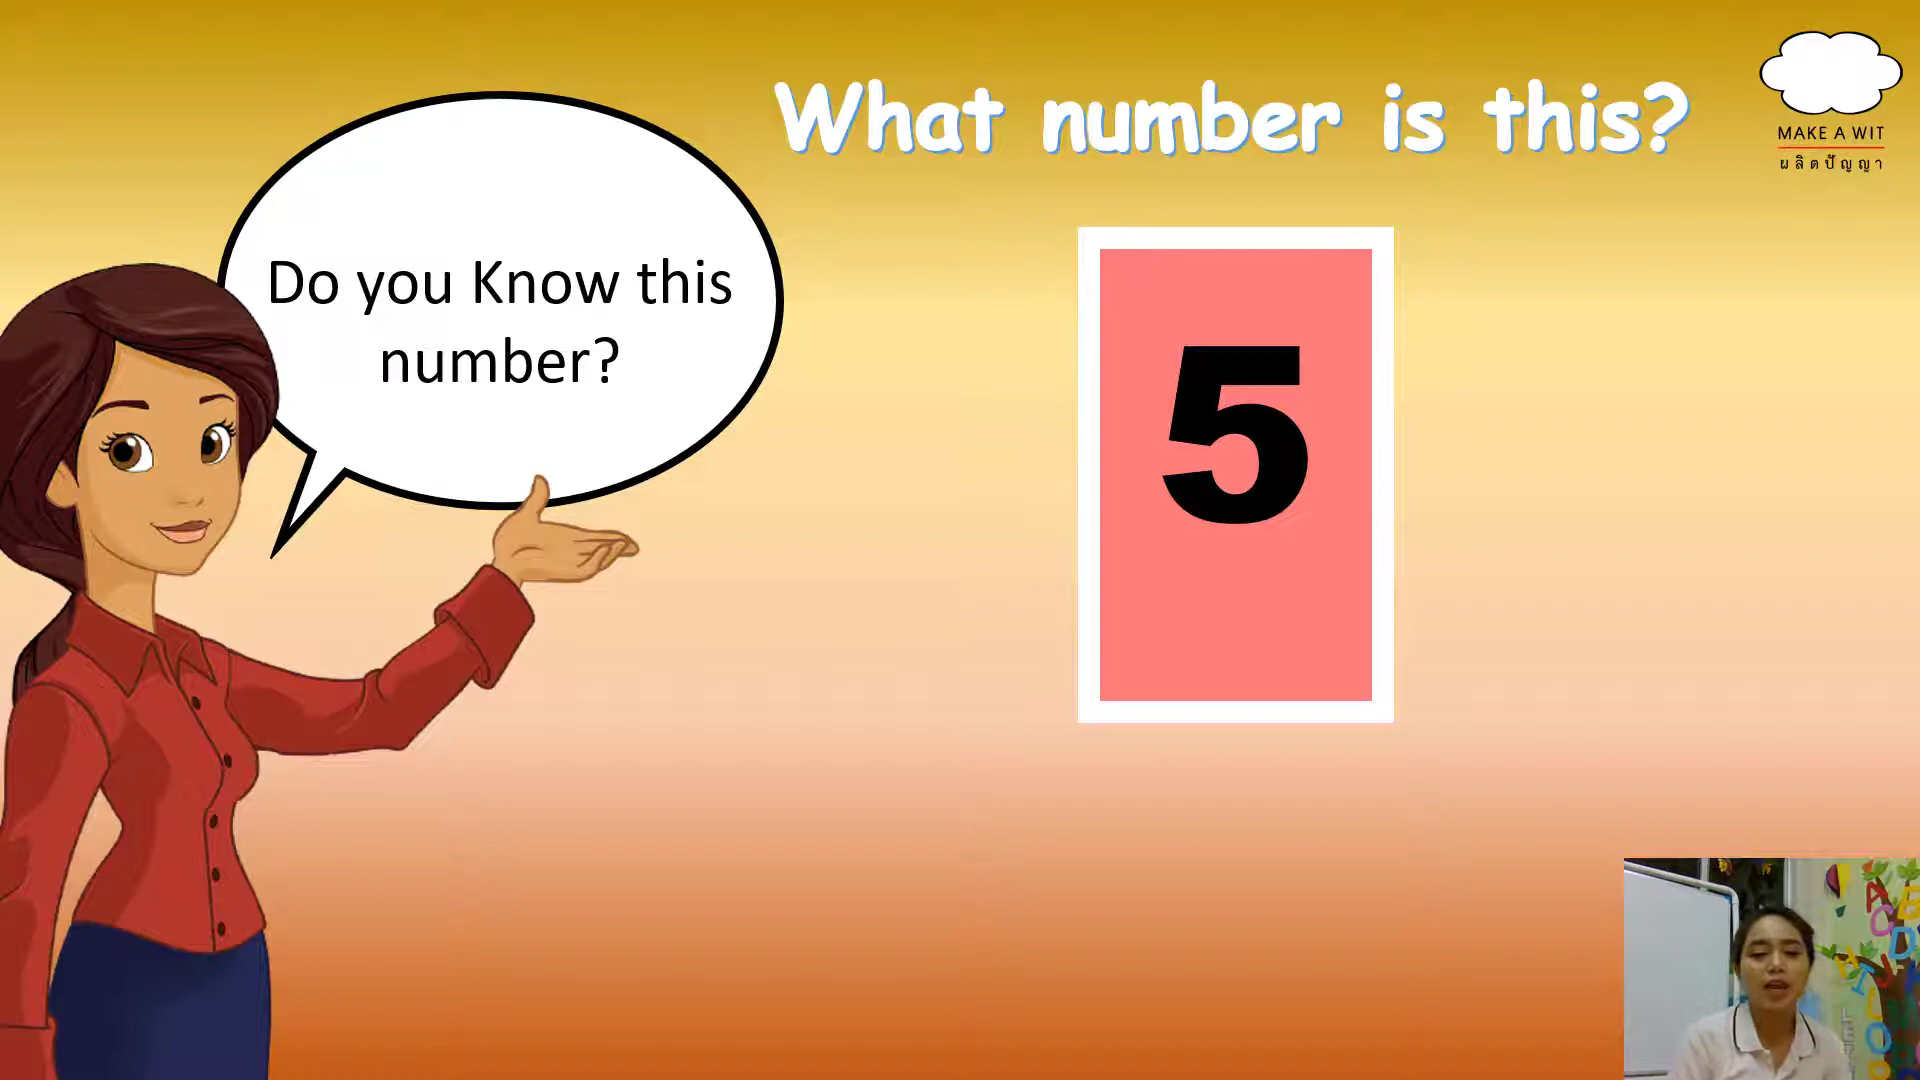 What number is this?
MAKE A WIT
ผลิตปัญญา
Do you Know this
number?
5